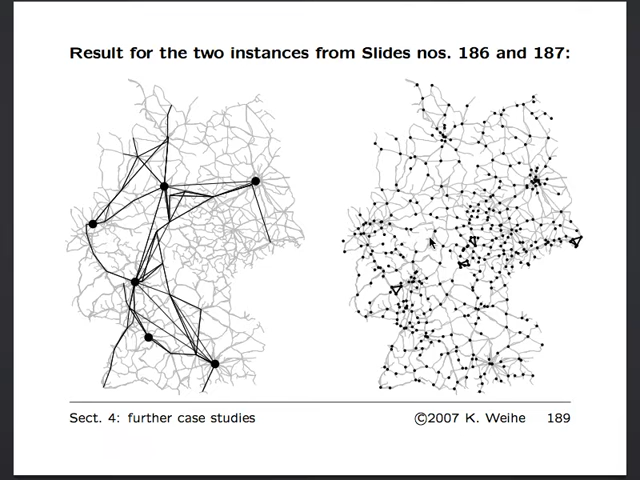 Result for the two instances from Slides nos. 186 and 187:
Sect. 4: further case studies ©2007 K. Weihe 189